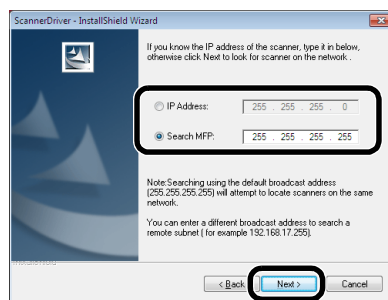 ScannerDriver - InstallShield Wizard
If you know the IP address of the scanner, type it in below,
otherwise click Next to look for scanner on the network .
IP Address: 255 . 255 . 255 . 0
Search MFP: 255 . 255 . 255 . 255
Note:Searching using the default broadcast address
(255.255.255.255) will attempt to locate scanners on the same
network.
You can enter a different broadcast address to search a
remote subnet ( for example 192.168.17.255).
InstallShield
< Back Next > Cancel